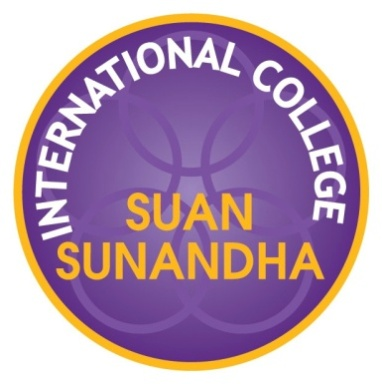 INTERNATIONAL COLLEGE
SUAN
SUNANDHA